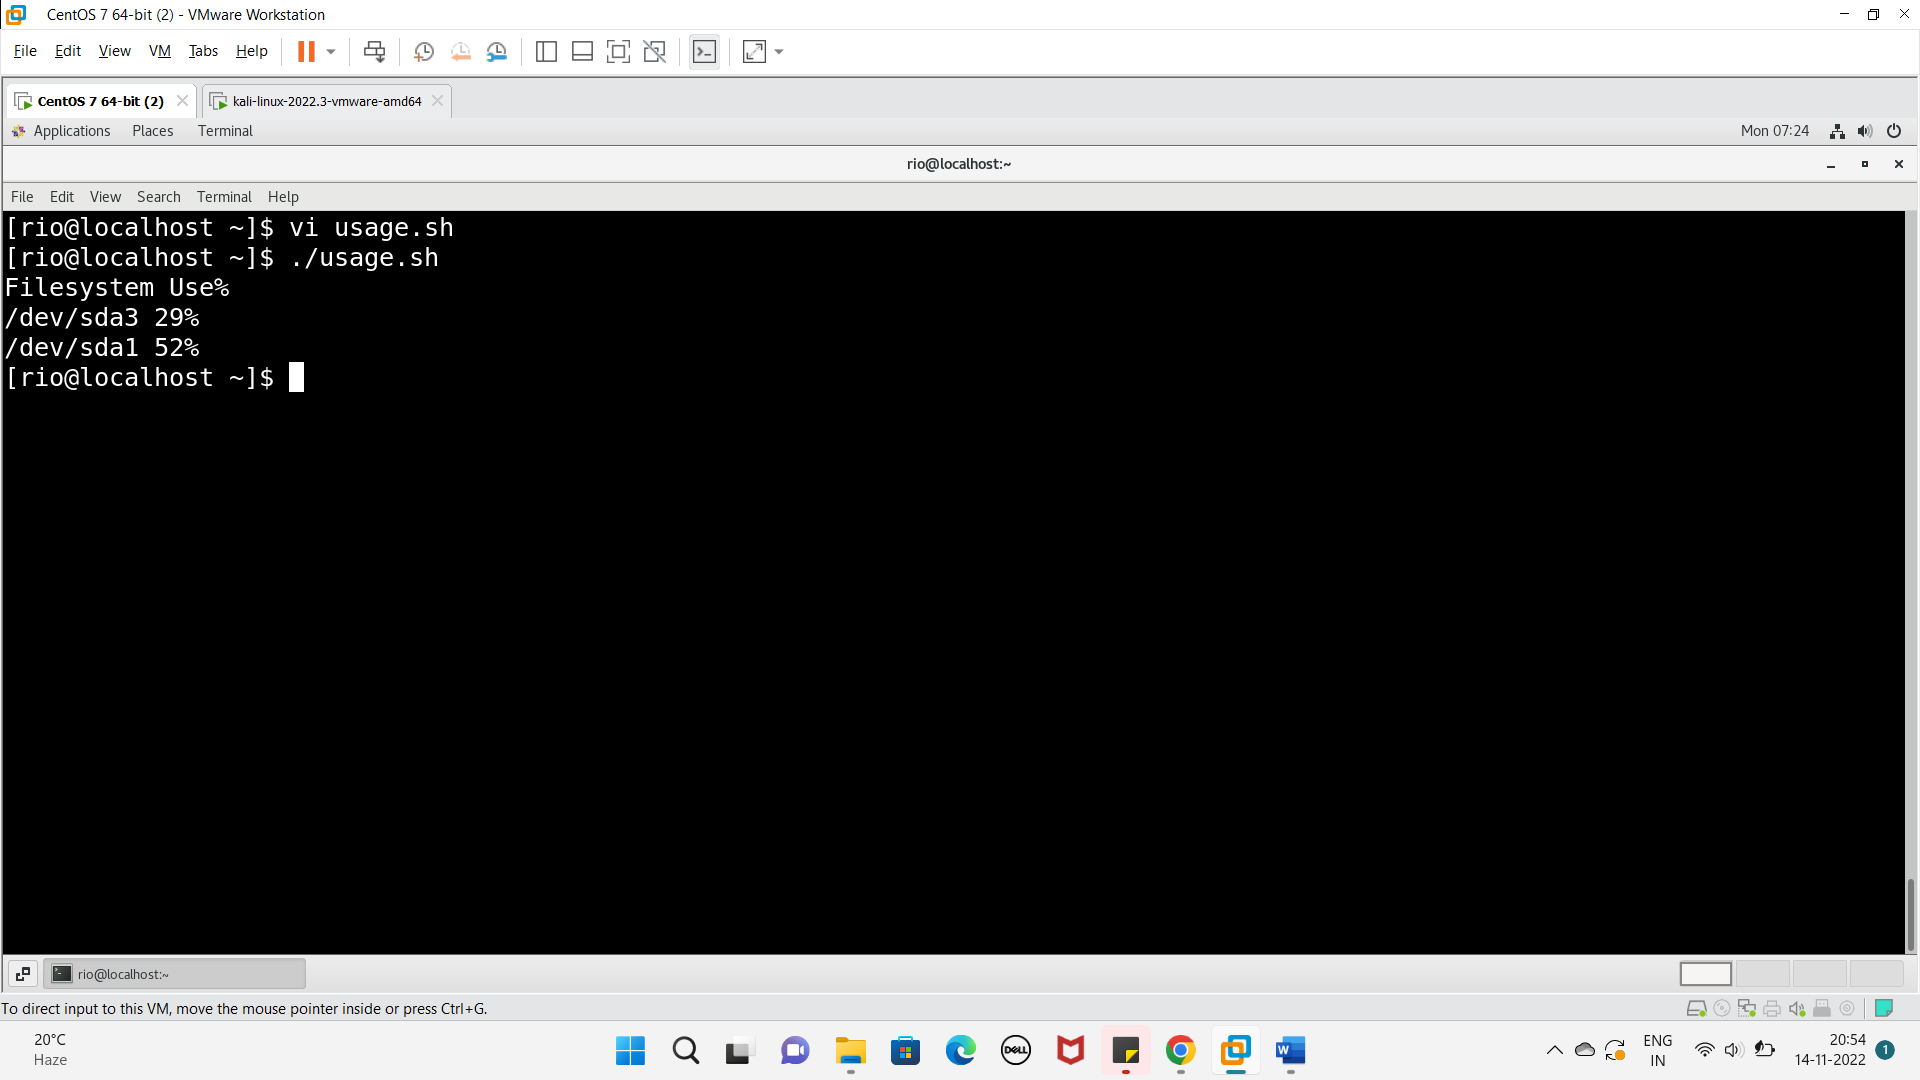 CentOS 7 64-bit (2) - VMware Workstation
File Edit View VM Tabs Help
CentOS 7 64-bit (2) kali-linux-2022.3-vmware-amd64
Applications Places Terminal Mon 07:24
rio@localhost:~
File Edit View Search Terminal Help
[rio@localhost ~]$ vi usage.sh
[rio@localhost ~]$ ./usage.sh
Filesystem Use%
/dev/sda3 29%
/dev/sda1 52%
[rio@localhost ~]$
rio@localhost:~
To direct input to this VM, move the mouse pointer inside or press Ctrl+G.
20°C
Haze
DELL
W
ENG
IN
20:54
14-11-2022
1